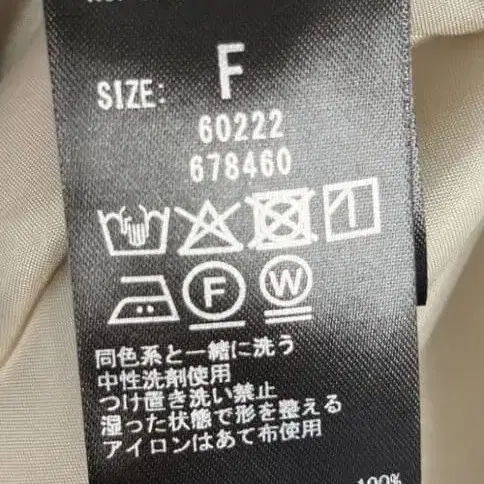 SIZE: F
60222
678460
F W
同色系と一緒に洗う
中性洗剤使用
つけ置き洗い禁止
湿った状態で形を整える
アイロンはあて布使用
100%